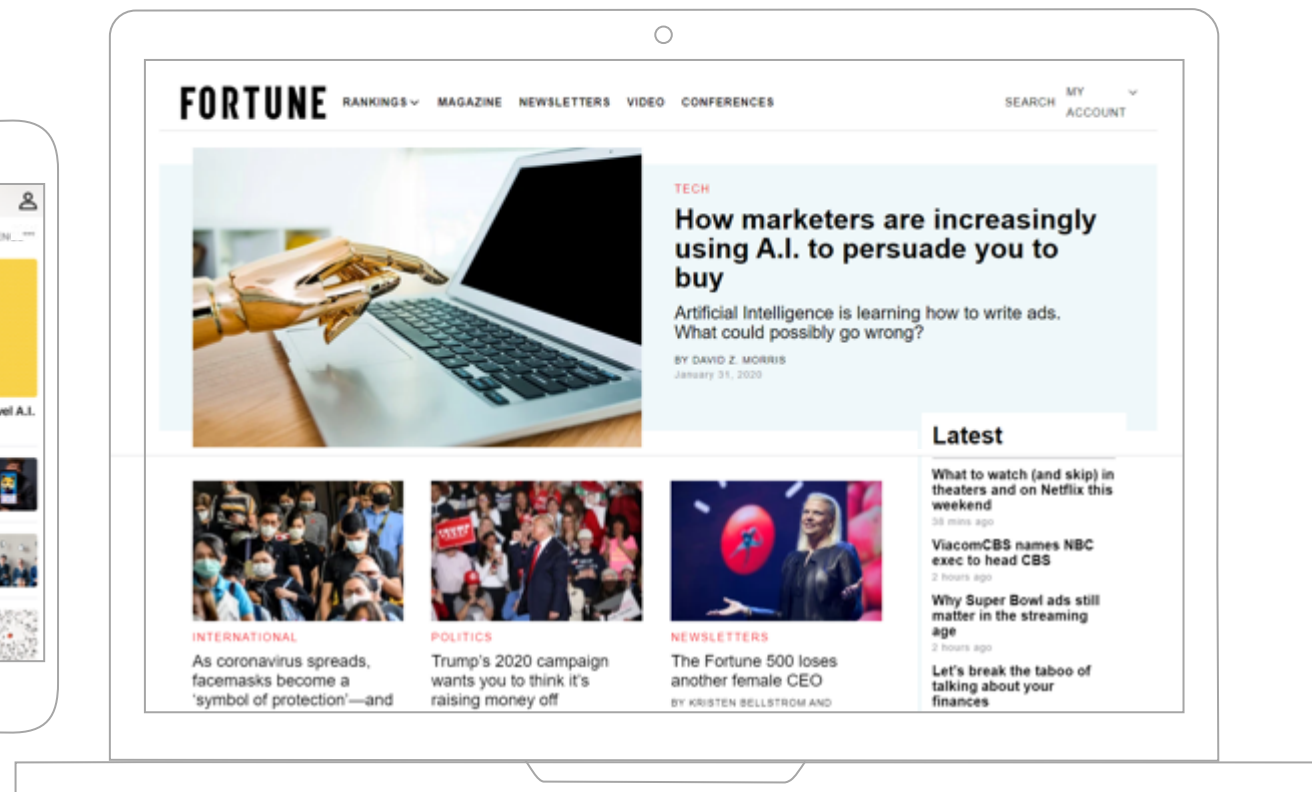 FORTUNE
RANKINGS MAGAZINE NEWSLETTERS VIDEO CONFERENCES
SEARCH
MY
ACCOUNT
TECH
How marketers are increasingly
using A.I. to persuade you to
buy
Artificial Intelligence is learning how to write ads.
What could possibly go wrong?
BY DAVID Z. MORRIS
January 31, 2020
A.I.
INTERNATIONAL
As coronavirus spreads,
facemasks become a
‘symbol of protection’—and
TRUMP
POLITICS
Trump’s 2020 campaign
wants you to think it’s
raising money off
NEWSLETTERS
The Fortune 500 loses
another female CEO
BY KRISTEN BELLSTROM AND
Latest
What to watch (and skip) in
theaters and on Netflix this
weekend
38 mins ago
ViacomCBS names NBC
exec to head CBS
2 hours ago
Why Super Bowl ads still
matter in the streaming
age
2 hours ago
Let’s break the taboo of
talking about your
finances